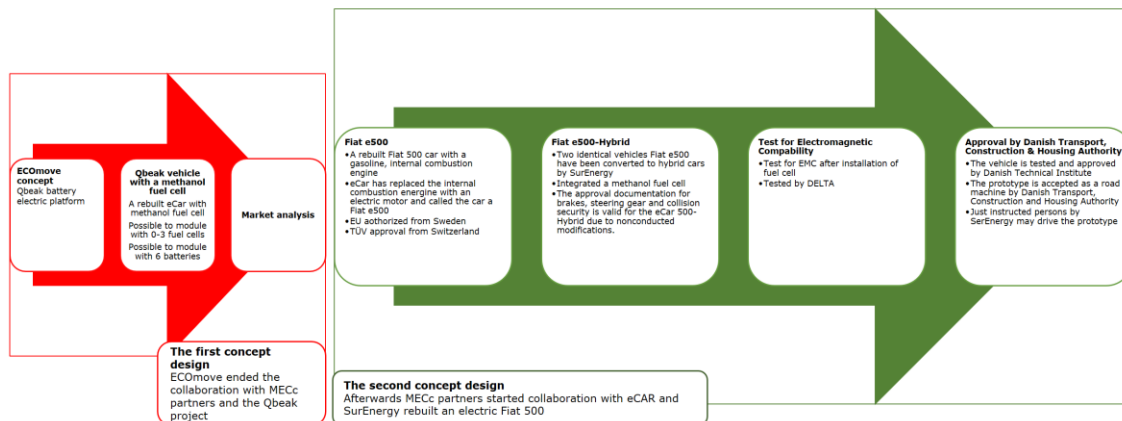 ECOmove
concept
Qbeak battery
electric platform
Qbeak vehicle
with a methanol
fuel cell
A rebuilt eCar with
methanol fuel cell
Possible to module
with 0-3 fuel cells
Possible to module
with 6 batteries
Market analysis
The first concept
design
ECOmove ended the
collaboration with MECc
partners and the Qbeak
project
Fiat e500
•A rebuilt Fiat 500 car with a
gasoline, internal combustion
engine
•eCar has replaced the internal
combustion energine with an
electric motor and called the car a
Fiat e500
•EU aothorized from Sweden
•TÜV approval from Switzerland
Fiat e500-Hybrid
•Two identical vehicles Fiat e500
have been converted to hybrid cars
by SurEnergy
•Integrated a methanol fuel cell
•The approval documentation for
brakes, steering gear and collision
security is valid for the eCar 500-
Hybrid due to nonconducted
modifications.
Test for Electromagnetic
Compability
•Test for EMC after installation of
fuel cell
•Tested by DELTA
Approval by Danish Transport,
Construction & Housing Authority
•The vehicle is tested and approved
by Danish Technical Institute
•The prototype is accepted as a road
machine by Danish Transport,
Construction and Housing Authority
•Just instructed persons by
SerEnergy may drive the prototype
The second concept design
Afterwards MECc partners started collaboration with eCAR and
SurEnergy rebuilt an electric Fiat 500